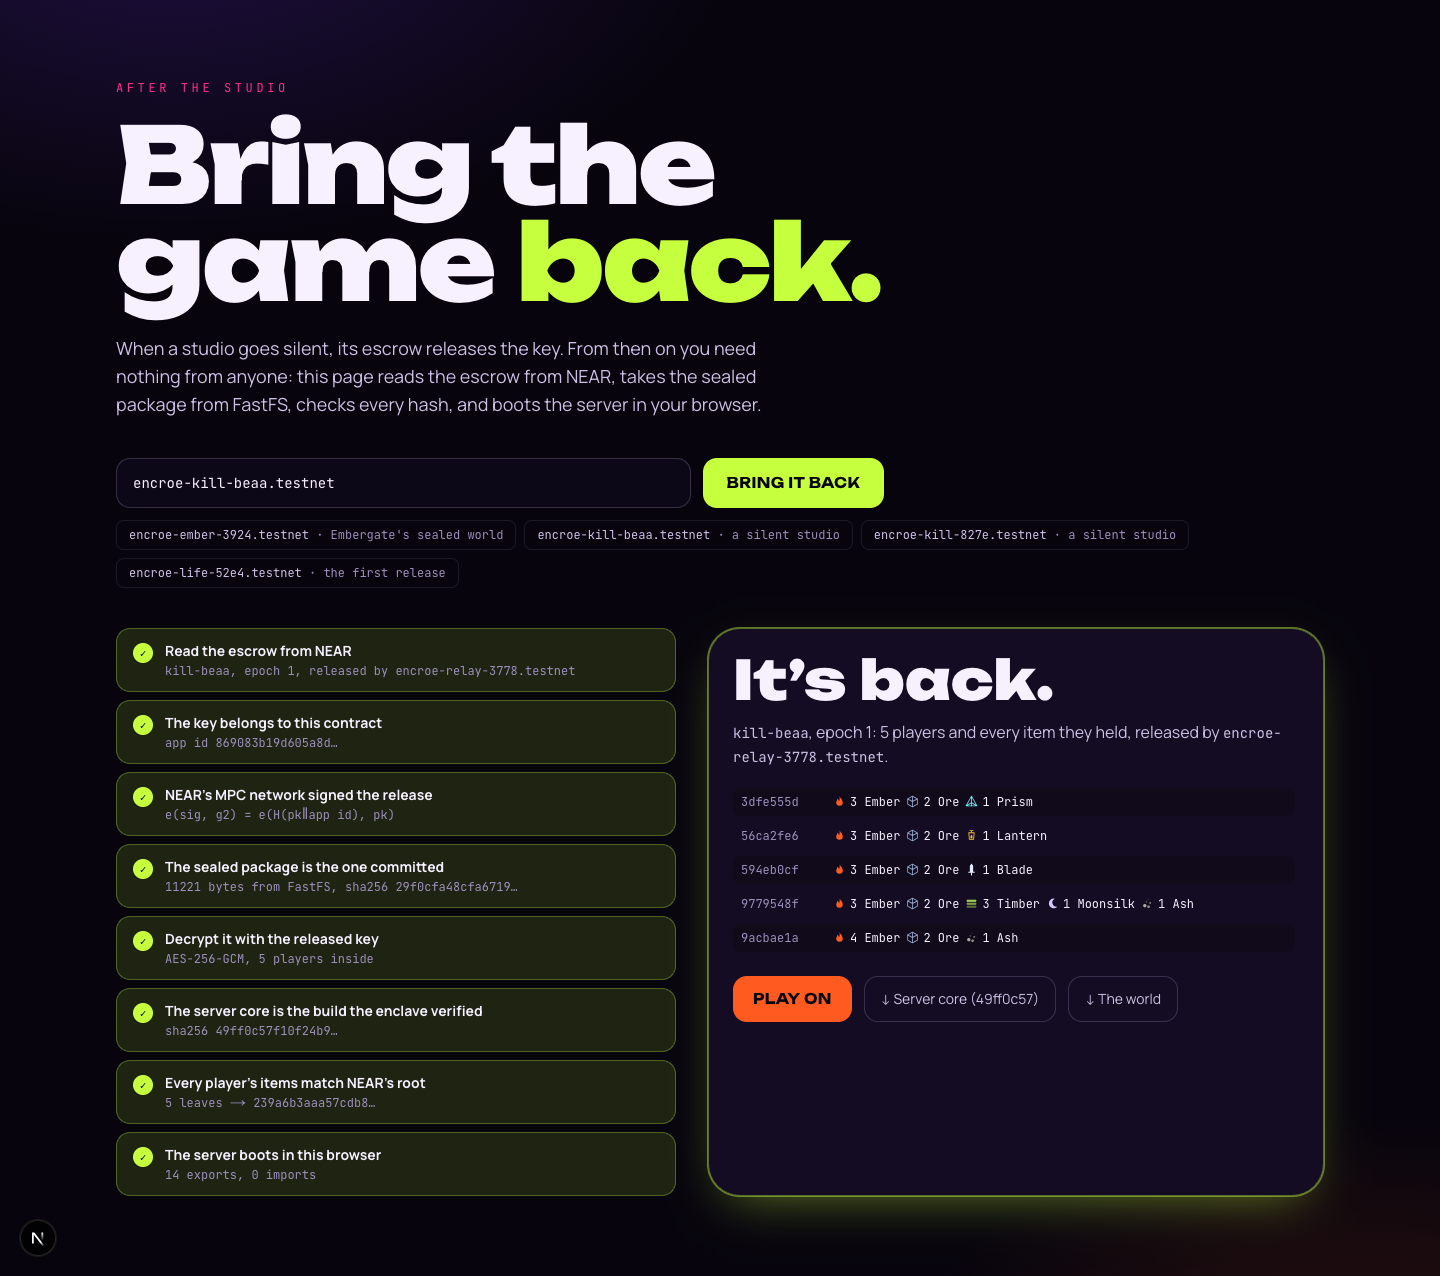 AFTER THE STUDIO
Bring the
game back.
When a studio goes silent, its escrow releases the key. From then on you need
nothing from anyone: this page reads the escrow from NEAR, takes the sealed
package from FastFS, checks every hash, and boots the server in your browser.
encroe-kill-beaa.testnet
BRING IT BACK
encroe-ember-3924.testnet · Embergate's sealed world
encroe-kill-beaa.testnet · a silent studio
encroe-kill-827e.testnet · a silent studio
encroe-life-52e4.testnet · the first release
✓ Read the escrow from NEAR
kill-beaa, epoch 1, released by encroe-relay-3778.testnet
✓ The key belongs to this contract
app id 869083b19d605a8d…
✓ NEAR’s MPC network signed the release
e(sig, g2) = e(H(pk‖app id), pk)
✓ The sealed package is the one committed
11221 bytes from FastFS, sha256 29f0cfa48cfa6719…
✓ Decrypt it with the released key
AES-256-GCM, 5 players inside
✓ The server core is the build the enclave verified
sha256 49ff0c57f10f24b9…
✓ Every player’s items match NEAR’s root
5 leaves ⟶ 239a6b3aaa57cdb8…
✓ The server boots in this browser
14 exports, 0 imports
It’s back.
kill-beaa, epoch 1: 5 players and every item they held, released by encroe-
relay-3778.testnet.
3dfe555d 3 Ember 2 Ore 1 Prism
56ca2fe6 3 Ember 2 Ore 1 Lantern
594eb0cf 3 Ember 2 Ore 1 Blade
9779548f 3 Ember 2 Ore 3 Timber 1 Moonsilk 1 Ash
9acbae1a 4 Ember 2 Ore 1 Ash
PLAY ON
↓ Server core (49ff0c57)
↓ The world
N